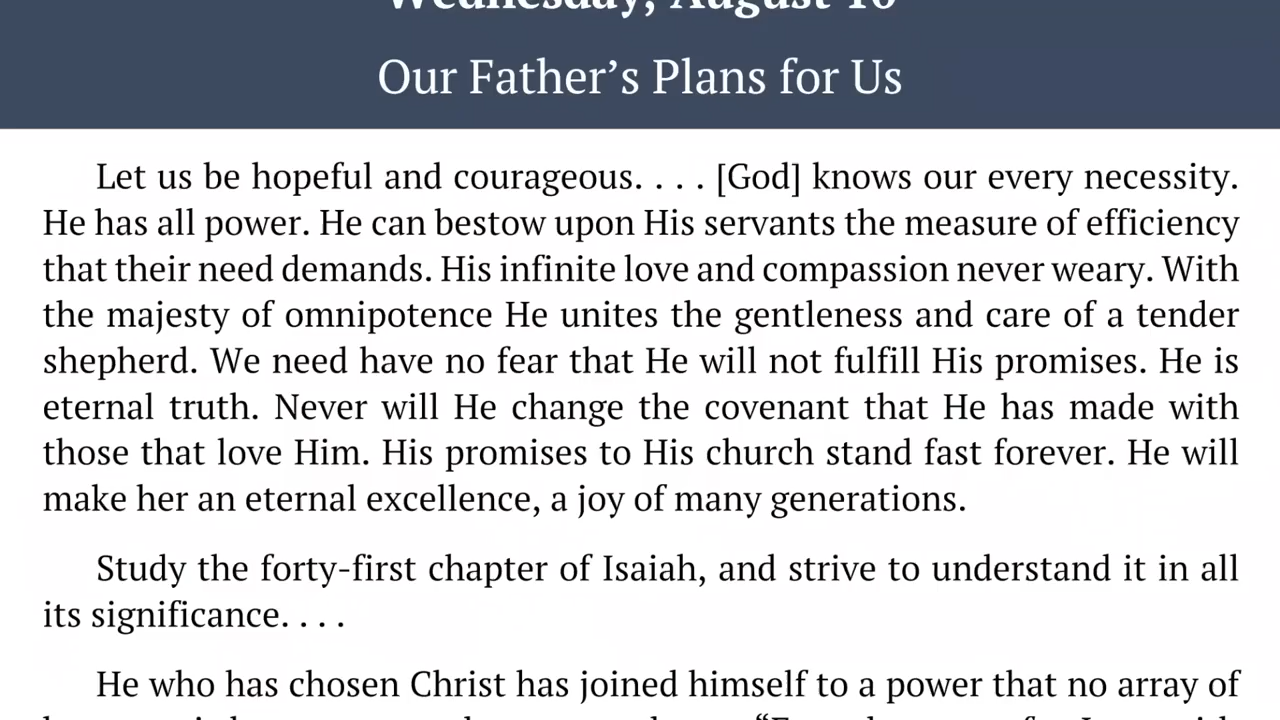 Wednesday, August 16
Our Father’s Plans for Us
Let us be hopeful and courageous. . . . [God] knows our every necessity.
He has all power. He can bestow upon His servants the measure of efficiency
that their need demands. His infinite love and compassion never weary. With
the majesty of omnipotence He unites the gentleness and care of a tender
shepherd. We need have no fear that He will not fulfill His promises. He is
eternal truth. Never will He change the covenant that He has made with
those that love Him. His promises to His church stand fast forever. He will
make her an eternal excellence, a joy of many generations.
Study the forty-first chapter of Isaiah, and strive to understand it in all
its significance. . . .
He who has chosen Christ has joined himself to a power that no array of